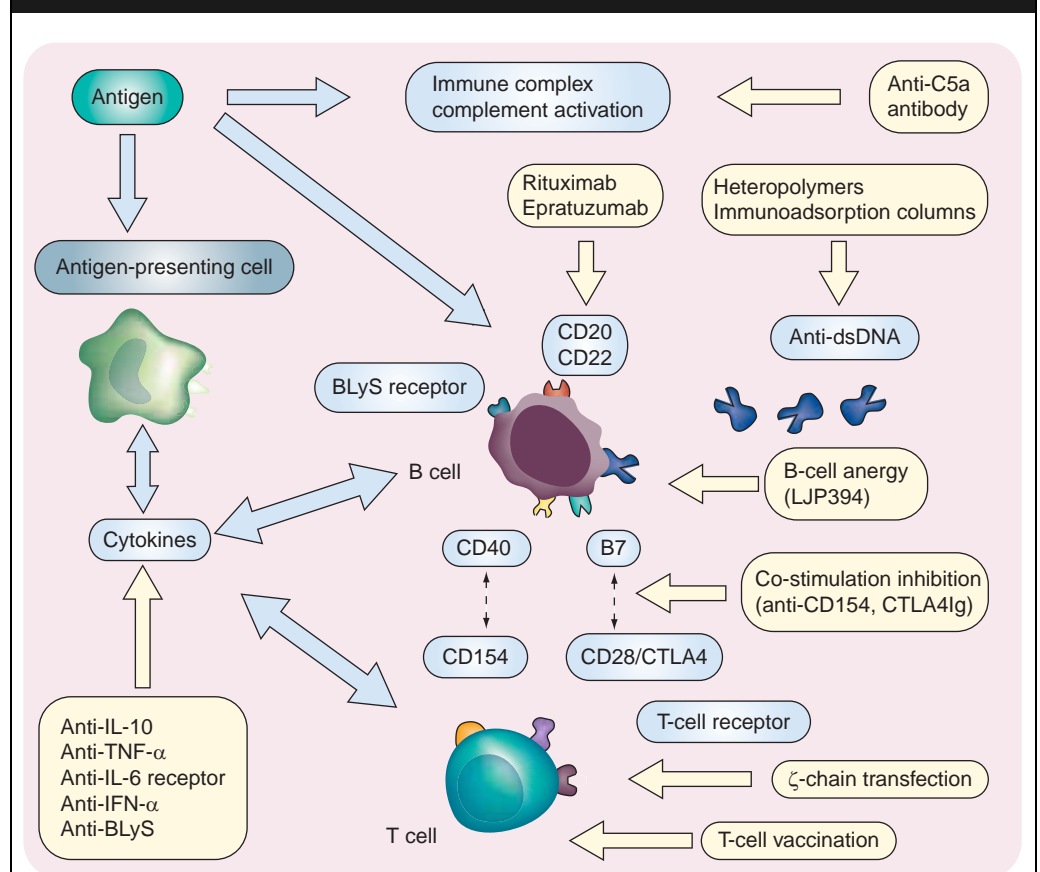 Antigen
Immune complex
complement activation
Anti-C5a
antibody
Rituximab
Epratuzumab
Heteropolymers
Immunoadsorption columns
Antigen-presenting cell
CD20
CD22
Anti-dsDNA
BLyS receptor
B cell
B-cell anergy
(LJP394)
Cytokines
CD40
B7
Co-stimulation inhibition
(anti-CD154, CTLA4Ig)
CD154
CD28/CTLA4
Anti-IL-10
Anti-TNF-α
Anti-IL-6 receptor
Anti-IFN-α
Anti-BLyS
T-cell receptor
ζ-chain transfection
T cell
T-cell vaccination